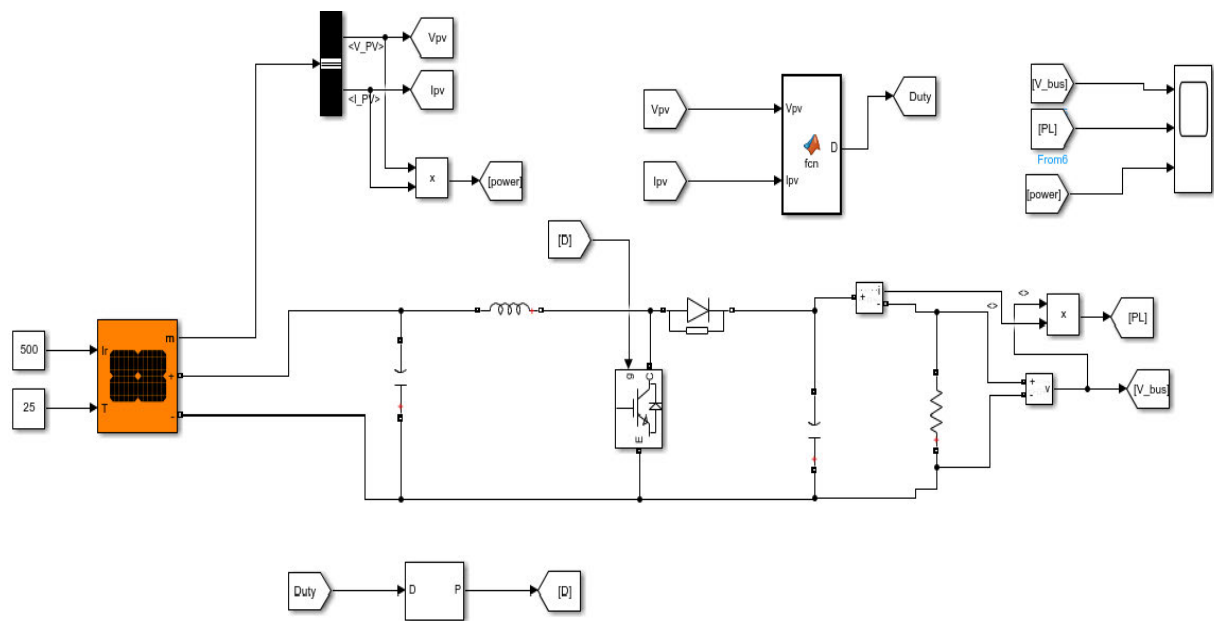 <V_PV>
Vpv
<I_PV>
Ipv
x
[power]
Vpv
Ipv
Vpv
Ipv
fcn
D
Duty
[V_bus]
[PL]
From6
[power]
[D]
500
25
Ir
T
m
+
-
g
C
E
+
-
i
<>
<>
x
[PL]
+
-
v
[V_bus]
Duty
D
P
[D]